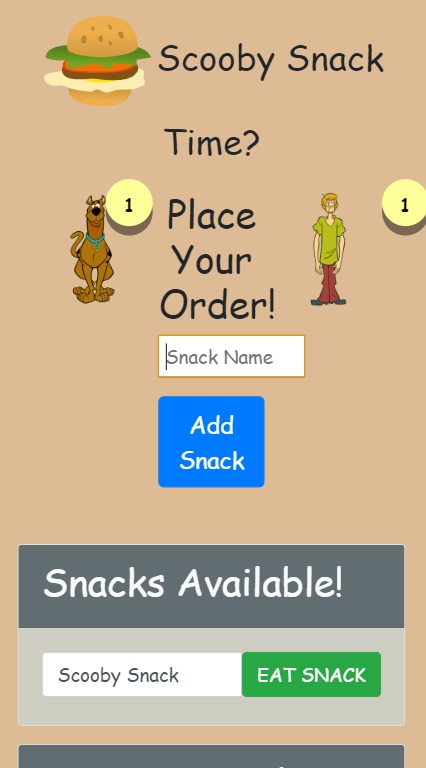 Scooby Snack
Time?
1
Place
Your
Order!
1
Snack Name
Add
Snack
Snacks Available!
Scooby Snack
EAT SNACK